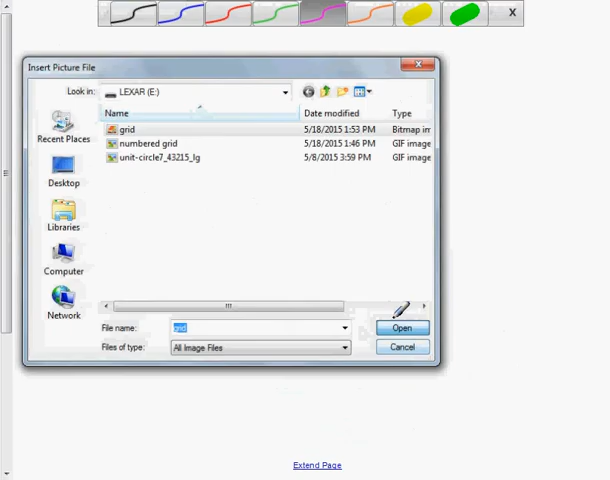 X
Insert Picture File
Look in: LEXAR (E:)
Name Date modified Type
grid 5/18/2015 1:53 PM Bitmap im
numbered grid 5/18/2015 1:46 PM GIF image
unit-circle7_43215_lg 5/8/2015 3:59 PM GIF image
Recent Places
Desktop
Libraries
Computer
Network
File name: grid Open
Files of type: All Image Files Cancel
Extend Page